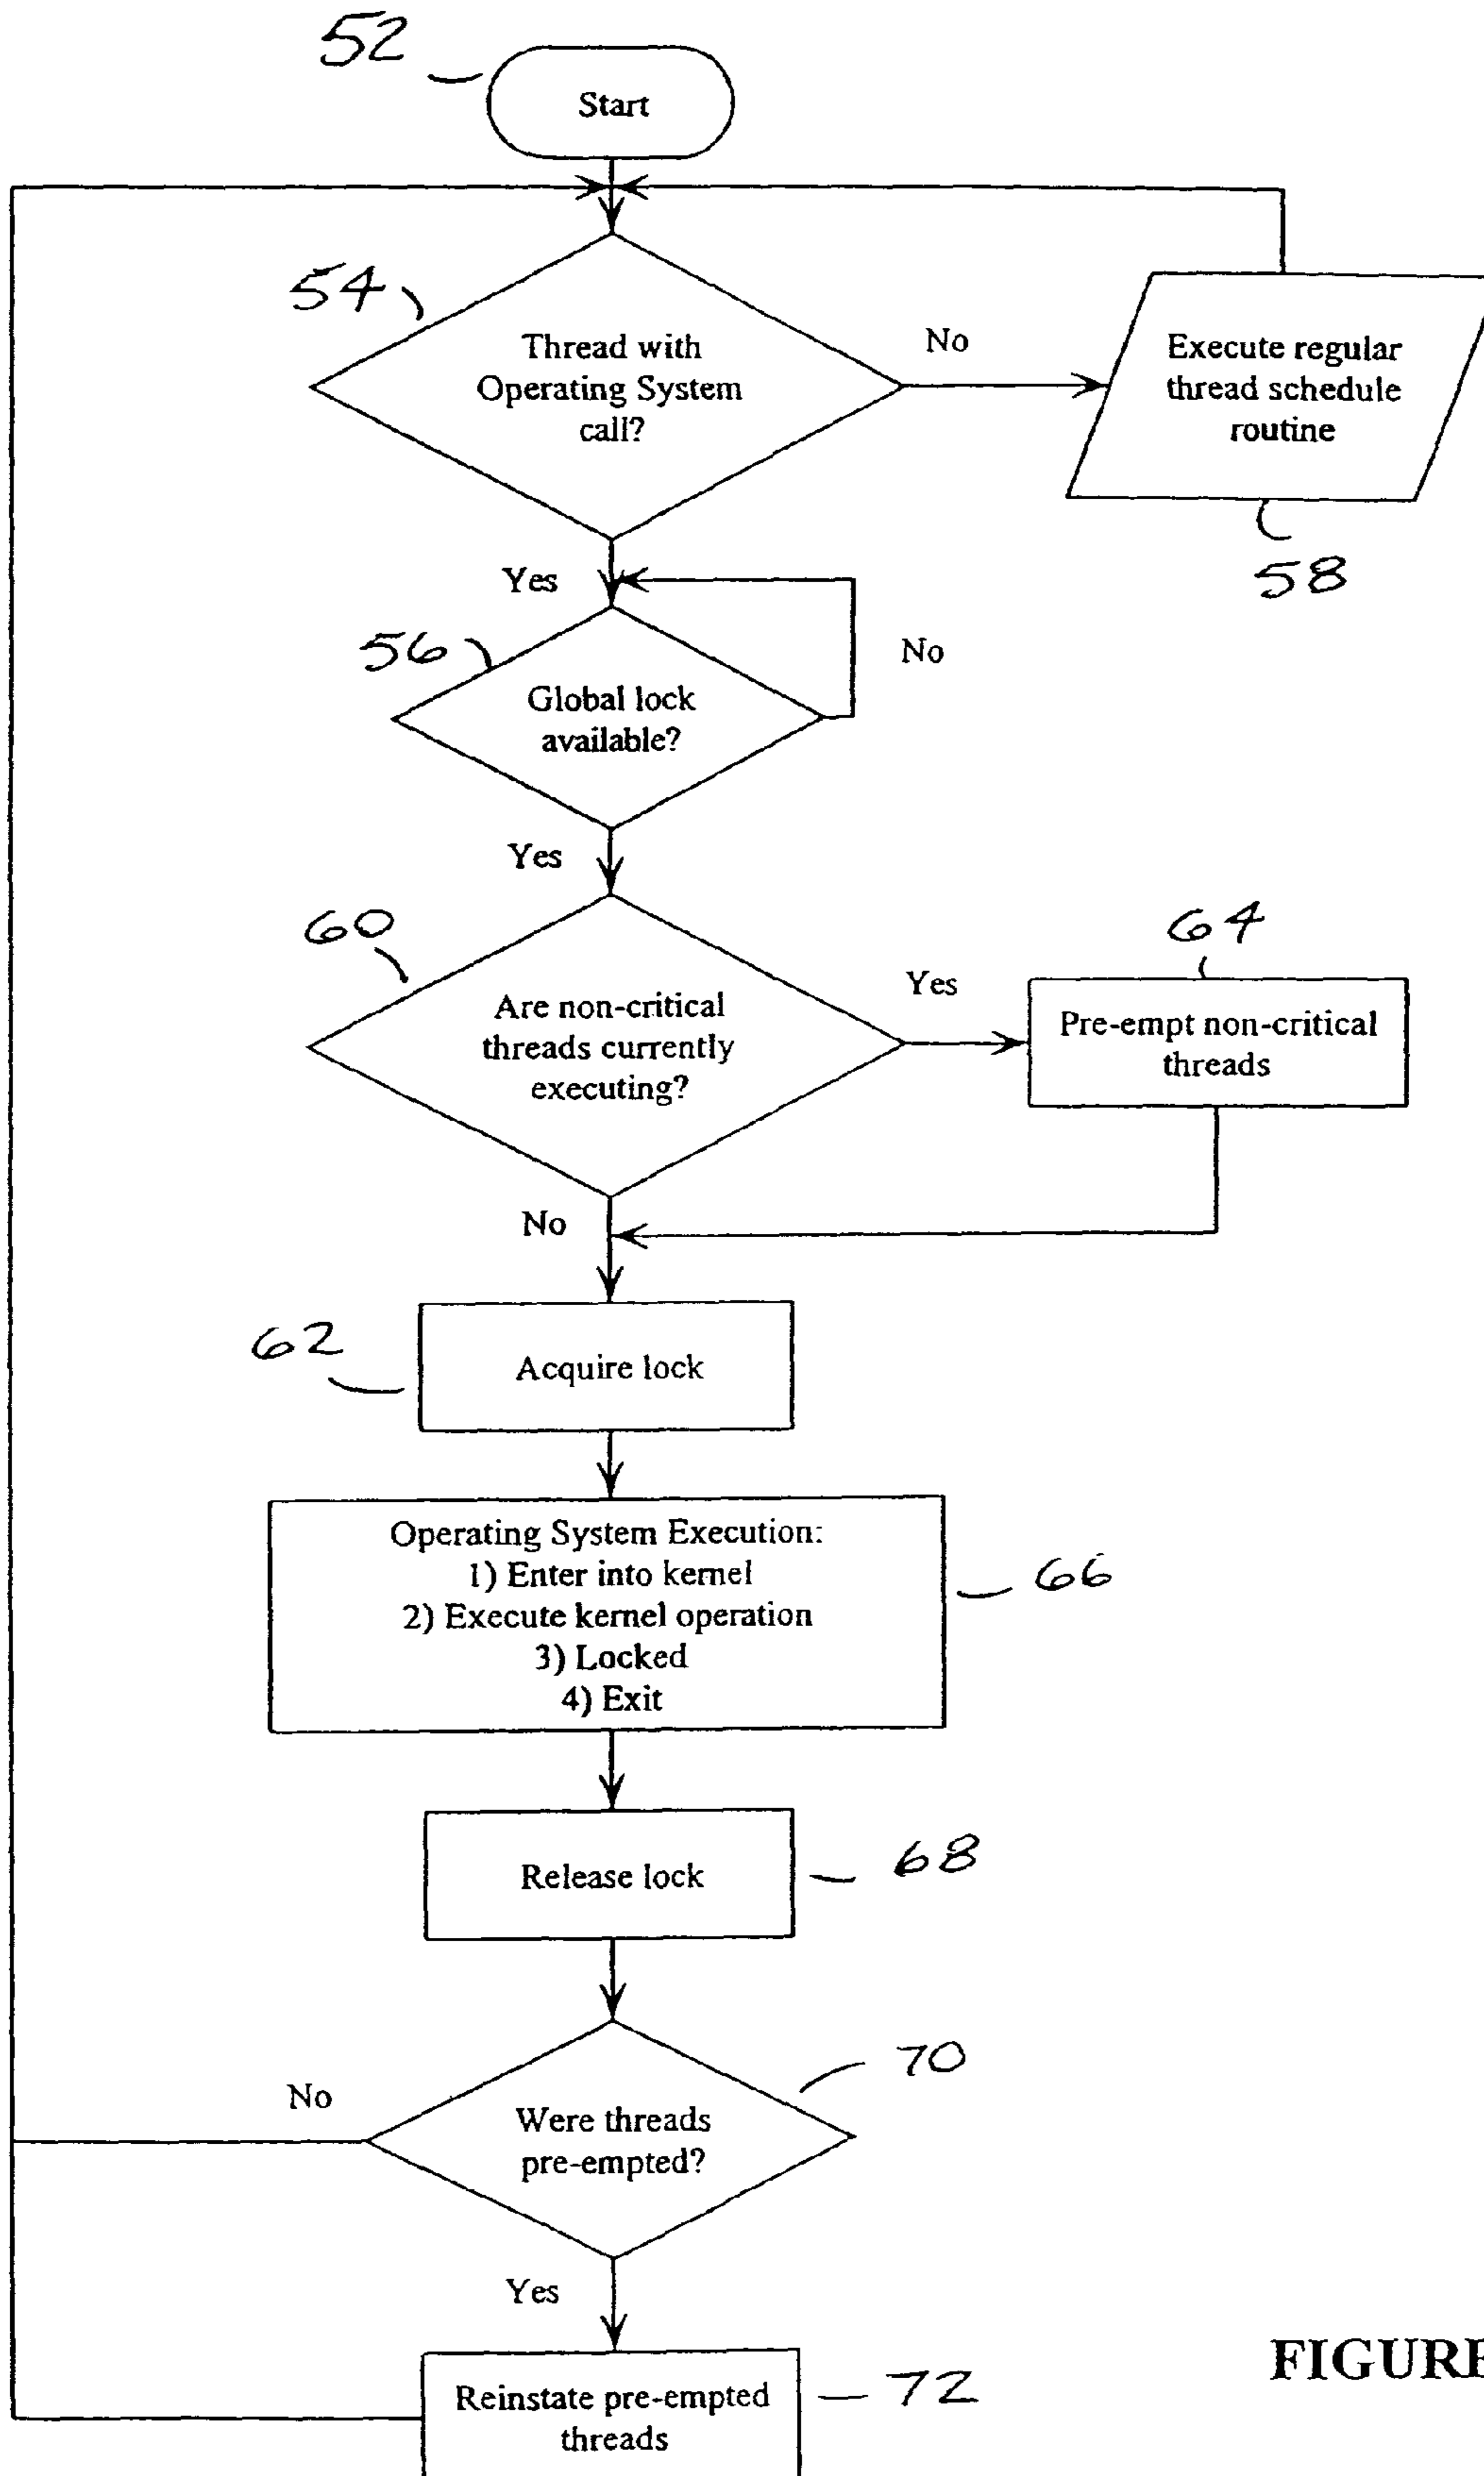 52
Start
54
Thread with
Operating System
call?
No
Execute regular
thread schedule
routine
58
Yes
56
Global lock
available?
No
Yes
60
Are non-critical
threads currently
executing?
Yes
64
Pre-empt non-critical
threads
No
62
Acquire lock
Operating System Execution:
1) Enter into kernel
2) Execute kernel operation
3) Locked
4) Exit
66
Release lock
68
70
No
Were threads
pre-empted?
Yes
Reinstate pre-empted
threads
72
FIGURE